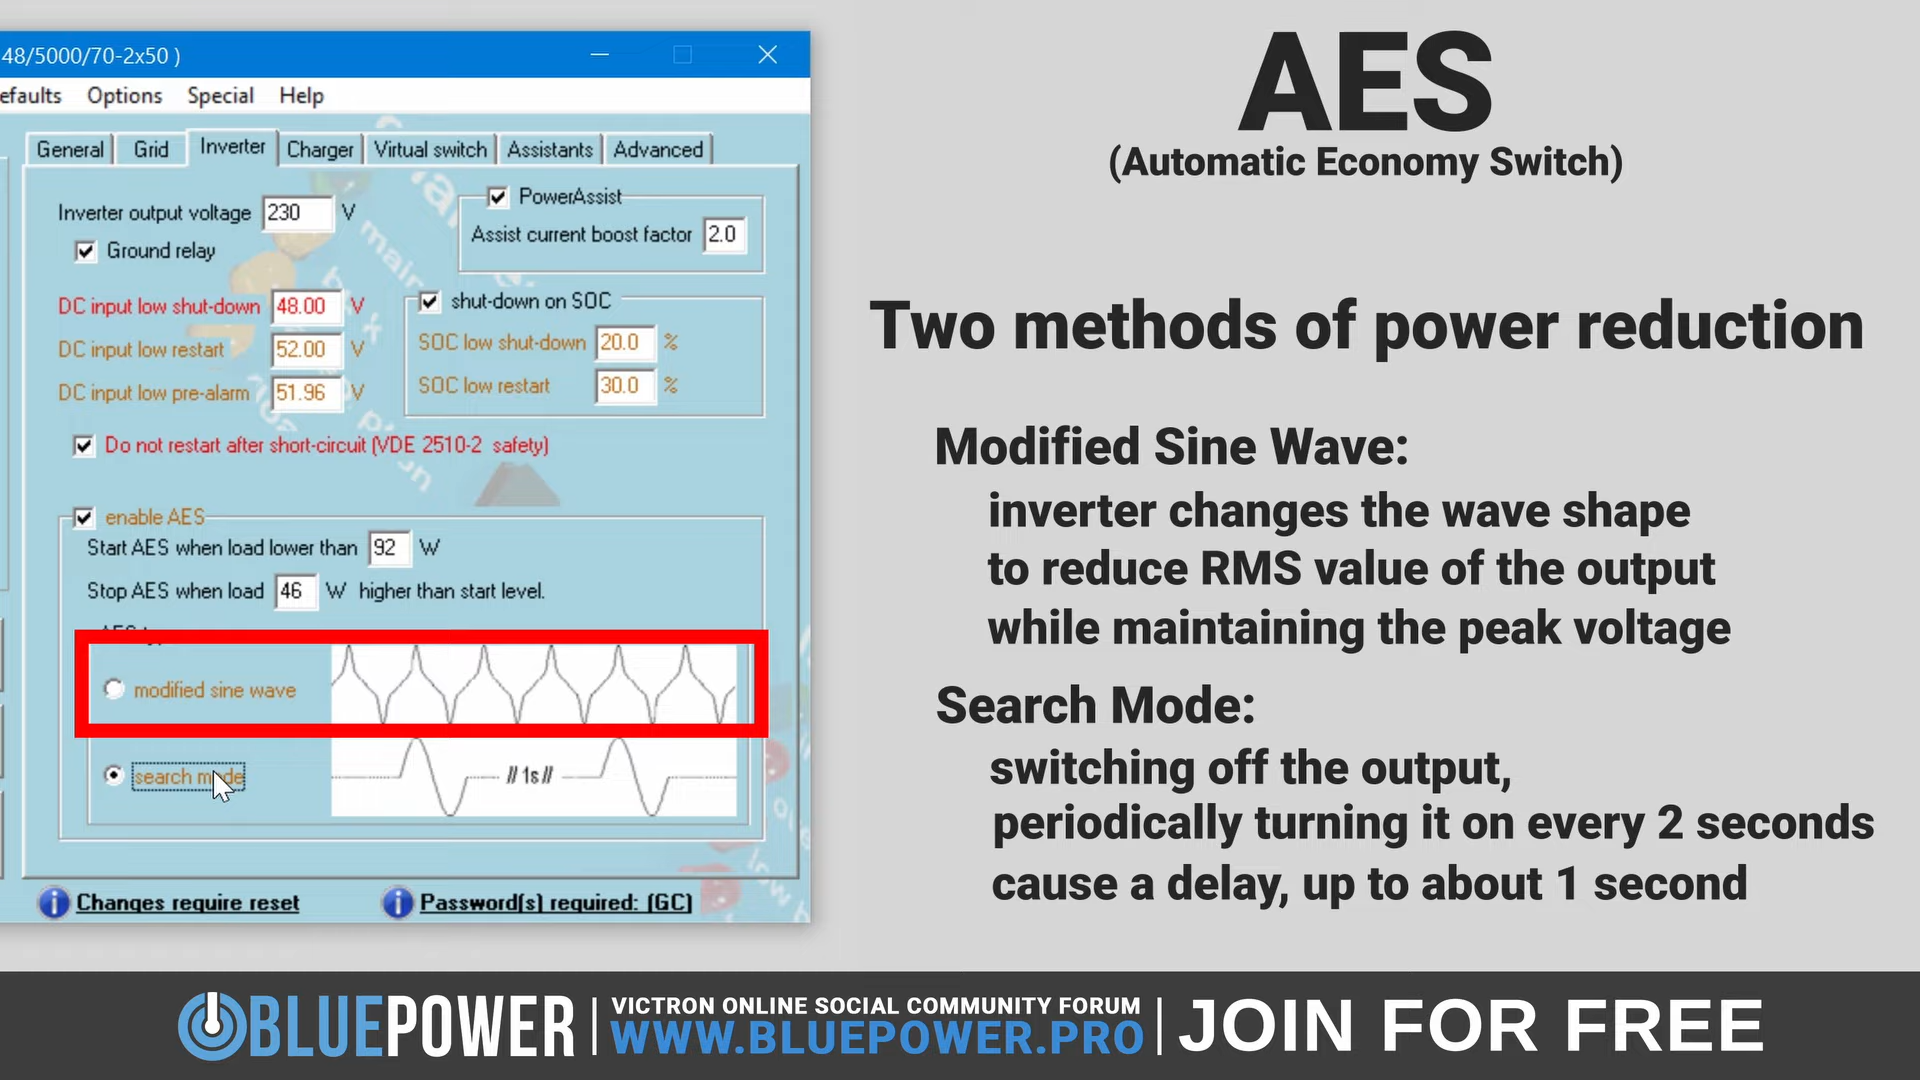 48/5000/70-2x50 )
efaults Options Special Help
General Grid Inverter Charger Virtual switch Assistants Advanced
Inverter output voltage 230 V
Ground relay
PowerAssist
Assist current boost factor 2.0
DC input low shut-down 48.00 V
DC input low restart 52.00 V
DC input low pre-alarm 51.96 V
shut-down on SOC
SOC low shut-down 20.0 %
SOC low restart 30.0 %
Do not restart after short-circuit (VDE 2510-2 safety)
enable AES
Start AES when load lower than 92 W
Stop AES when load 46 W higher than start level.
modified sine wave
search mode // 1s //
Changes require reset Password(s) required: (GC)
AES
(Automatic Economy Switch)
Two methods of power reduction
Modified Sine Wave:
inverter changes the wave shape
to reduce RMS value of the output
while maintaining the peak voltage
Search Mode:
switching off the output,
periodically turning it on every 2 seconds
cause a delay, up to about 1 second
BLUEPOWER
VICTRON ONLINE SOCIAL COMMUNITY FORUM
WWW.BLUEPOWER.PRO
JOIN FOR FREE